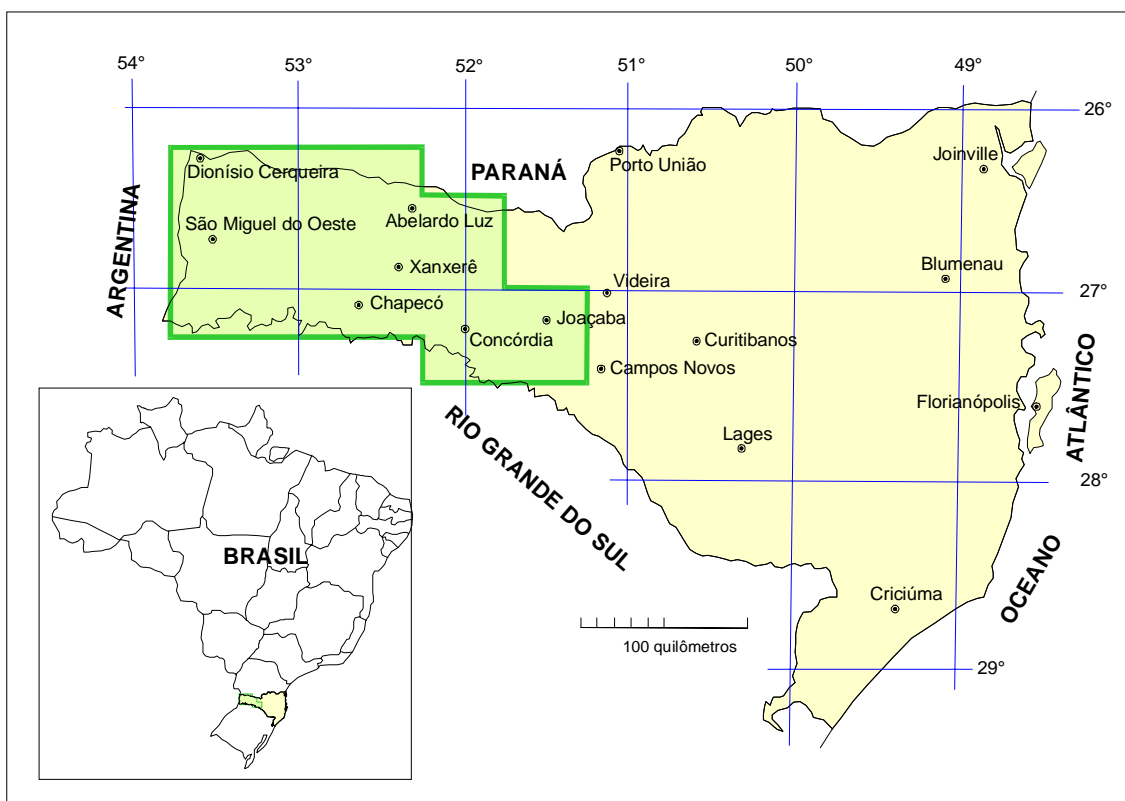 54°
53°
52°
51°
50°
49°
26°
PARANÁ
Porto União
Joinville
Dionísio Cerqueira
ARGENTINA
São Miguel do Oeste
Abelardo Luz
Xanxerê
Blumenau
27°
Videira
Chapecó
Joaçaba
Concórdia
Curitibanos
Campos Novos
Florianópolis
ATLÂNTICO
RIO GRANDE DO SUL
Lages
28°
BRASIL
OCEANO
Criciúma
100 quilômetros
29°